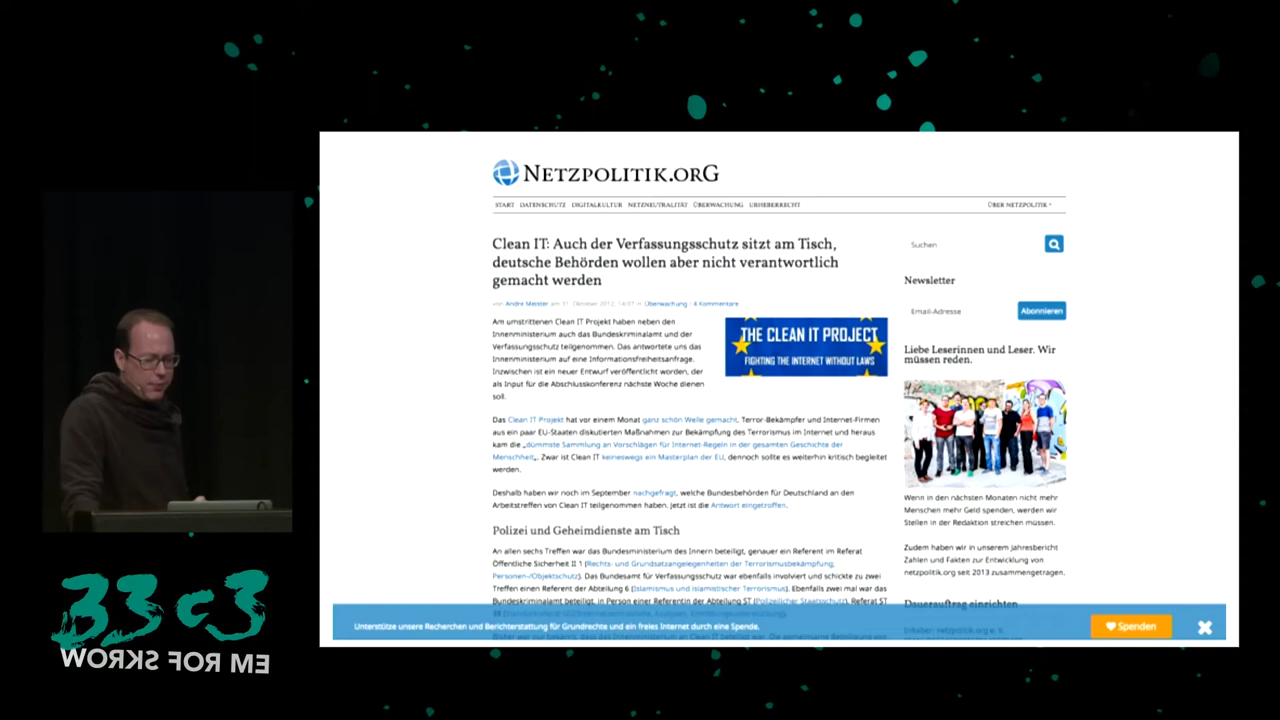 NETZPOLITIK.ORG
START DATENSCHUTZ DIGITALKULTUR NETZNEUTRALITÄT ÜBERWACHUNG URHEBERRECHT
ÜBER NETZPOLITIK
Clean IT: Auch der Verfassungsschutz sitzt am Tisch,
deutsche Behörden wollen aber nicht verantwortlich
gemacht werden
von Andre Meister am 31. Oktober 2012, 14:07 in Überwachung / 4 Kommentare
Am umstrittenen Clean IT Projekt haben neben den
Innenministerium auch das Bundeskriminalamt und der
Verfassungsschutz teilgenommen. Das antwortete uns das
Innenministerium auf eine Informationsfreiheitsanfrage.
Inzwischen ist ein neuer Entwurf veröffentlicht worden, der
als Input für die Abschlusskonferenz nächste Woche dienen
soll.
THE CLEAN IT PROJECT
FIGHTING THE INTERNET WITHOUT LAWS
Das Clean IT Projekt hat vor einem Monat ganz schön Welle gemacht. Terror-Bekämpfer und Internet-Firmen
aus ein paar EU-Staaten diskutierten Maßnahmen zur Bekämpfung des Terrorismus im Internet und heraus
kam die „dümmste Sammlung an Vorschlägen für Internet-Regeln in der gesamten Geschichte der
Menschheit„. Zwar ist Clean IT keineswegs ein Masterplan der EU, dennoch sollte es weiterhin kritisch begleitet
werden.
Deshalb haben wir noch im September nachgefragt, welche Bundesbehörden für Deutschland an den
Arbeitstreffen von Clean IT teilgenommen haben. Jetzt ist die Antwort eingetroffen.
Polizei und Geheimdienste am Tisch
An allen sechs Treffen war das Bundesministerium des Innern beteiligt, genauer ein Referent im Referat
Öffentliche Sicherheit II 1 (Rechts- und Grundsatzangelegenheiten der Terrorismusbekämpfung,
Personen-/Objektschutz). Das Bundesamt für Verfassungsschutz war ebenfalls involviert und schickte zu zwei
Treffen einen Referent der Abteilung 6 (Islamismus und islamistischer Terrorismus). Ebenfalls zwei mal war das
Bundeskriminalamt beteiligt, in Person einer Referentin der Abteilung ST (Polizeilicher Staatsschutz), Referat ST
Suchen
Newsletter
Email-Adresse
Abonnieren
Liebe Leserinnen und Leser. Wir
müssen reden.
Wenn in den nächsten Monaten nicht mehr
Menschen mehr Geld spenden, werden wir
Stellen in der Redaktion streichen müssen.
Zudem haben wir in unserem Jahresbericht
Zahlen und Fakten zur Entwicklung von
netzpolitik.org seit 2013 zusammengetragen.
Dauerauftrag einrichten
Inhaber: netzpolitik.org e. V.
Unterstütze unsere Recherchen und Berichterstattung für Grundrechte und ein freies Internet durch eine Spende.
Spenden
33c3
WORKS FOR ME